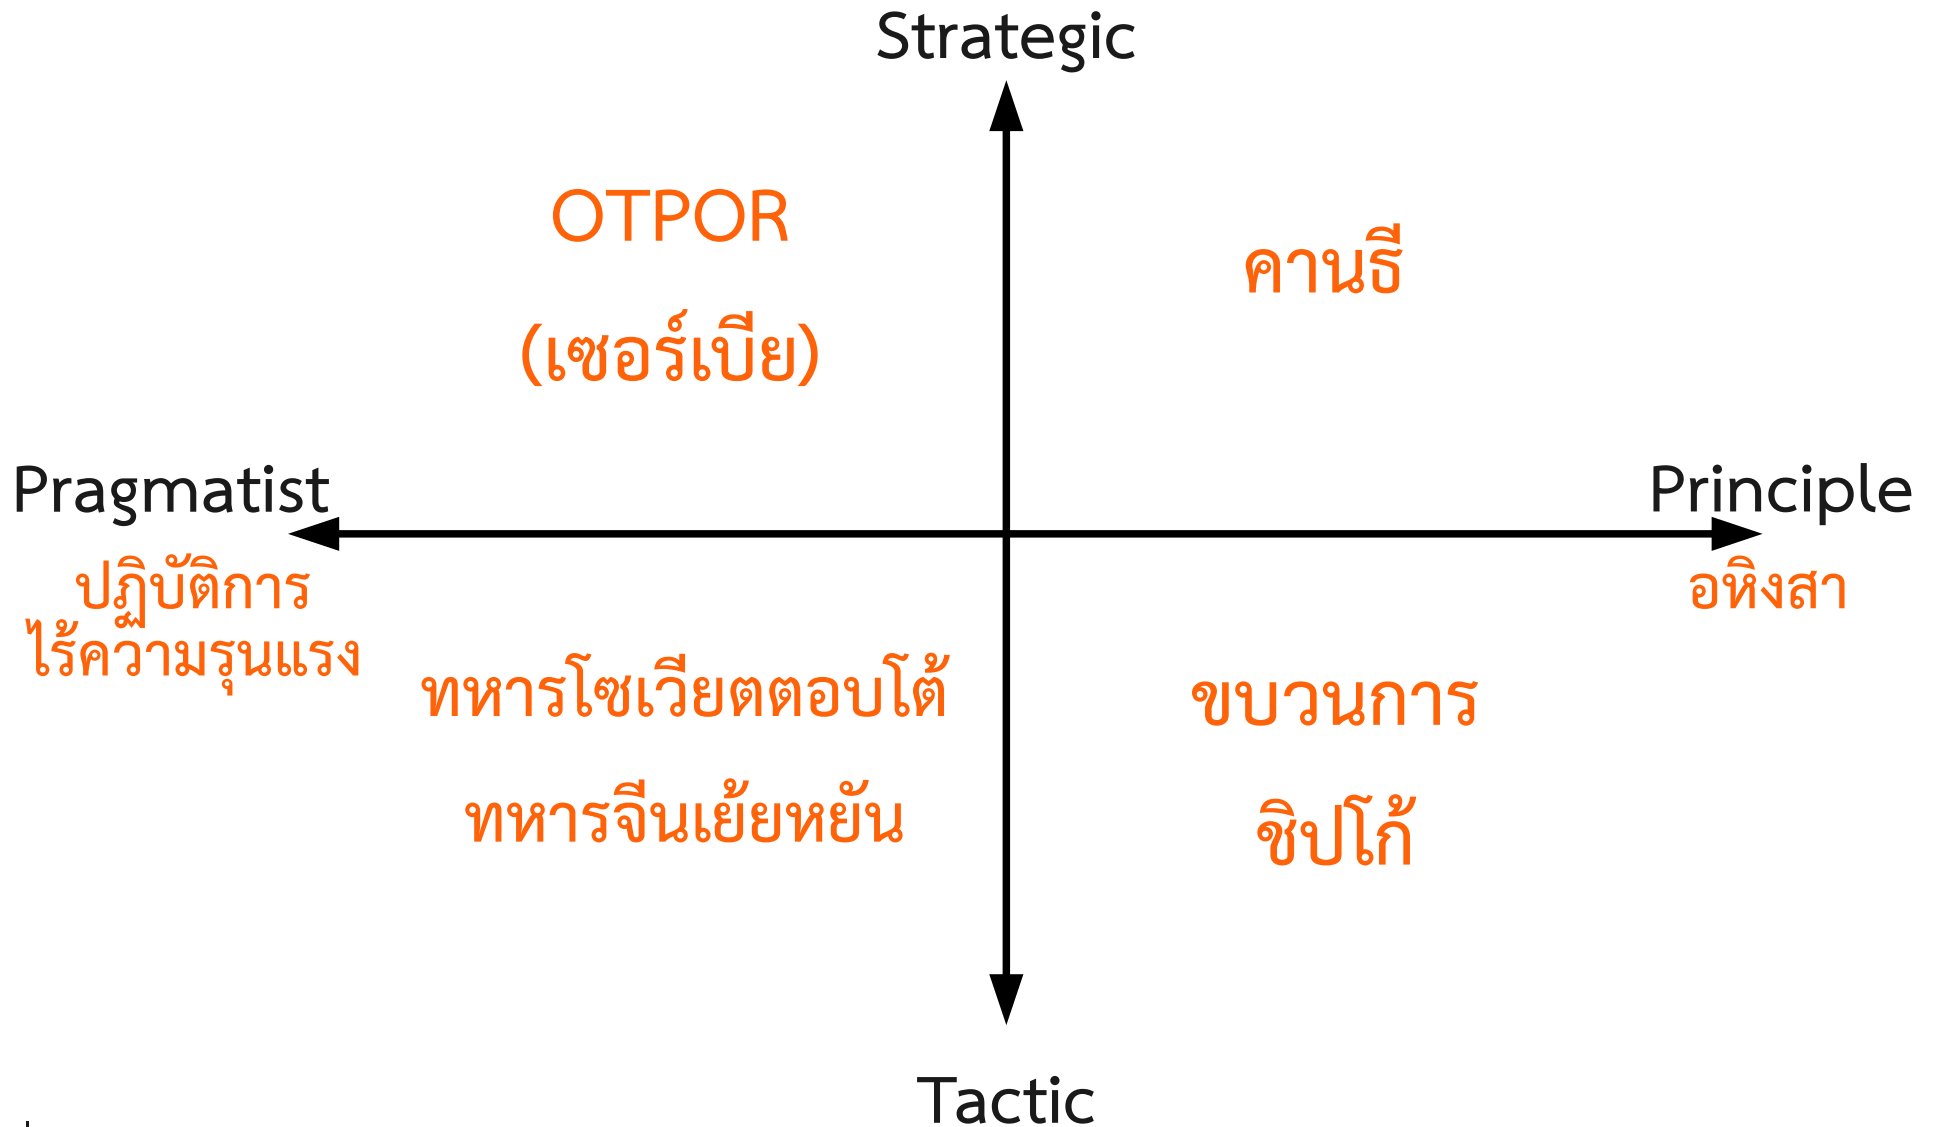 Strategic
OTPOR
(เซอร์เบีย)
คานธี
Pragmatist
Principle
ปฏิบัติการ
ไร้ความรุนแรง
อหิงสา
ทหารโซเวียตตอบโต้
ทหารจีนเย้ยหยัน
ขบวนการ
ชิปโก้
Tactic